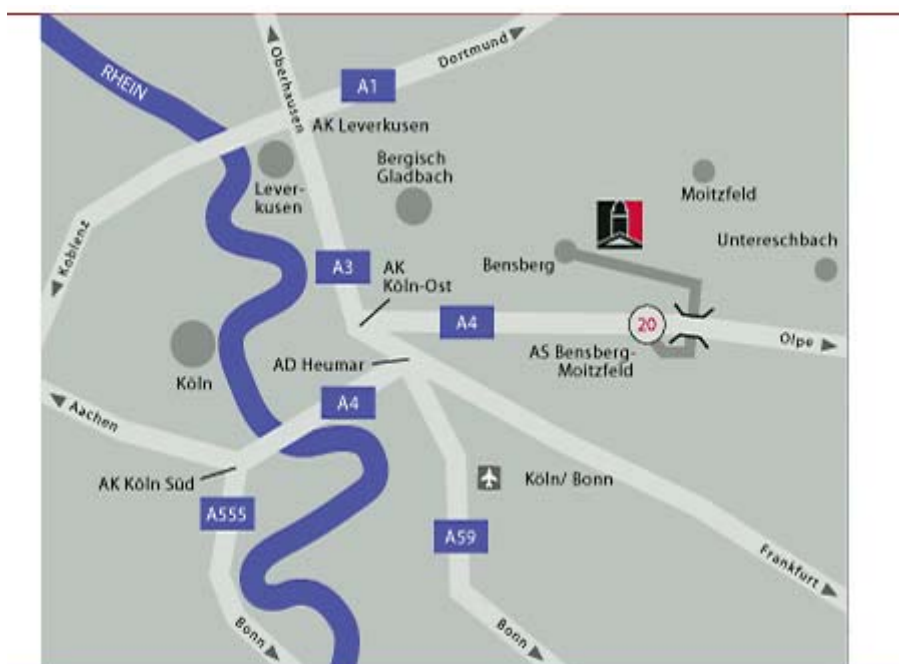 RHEIN
Oberhausen
Dortmund
A1
AK Leverkusen
Lever-
kusen
Bergisch
Gladbach
Moitzfeld
Koblenz
A3
AK
Köln-Ost
Bensberg
Untereschbach
A4
20
Olpe
AS Bensberg-
Moitzfeld
Köln
AD Heumar
A4
Aachen
AK Köln Süd
A555
Köln/ Bonn
A59
Frankfurt
Bonn
Bonn